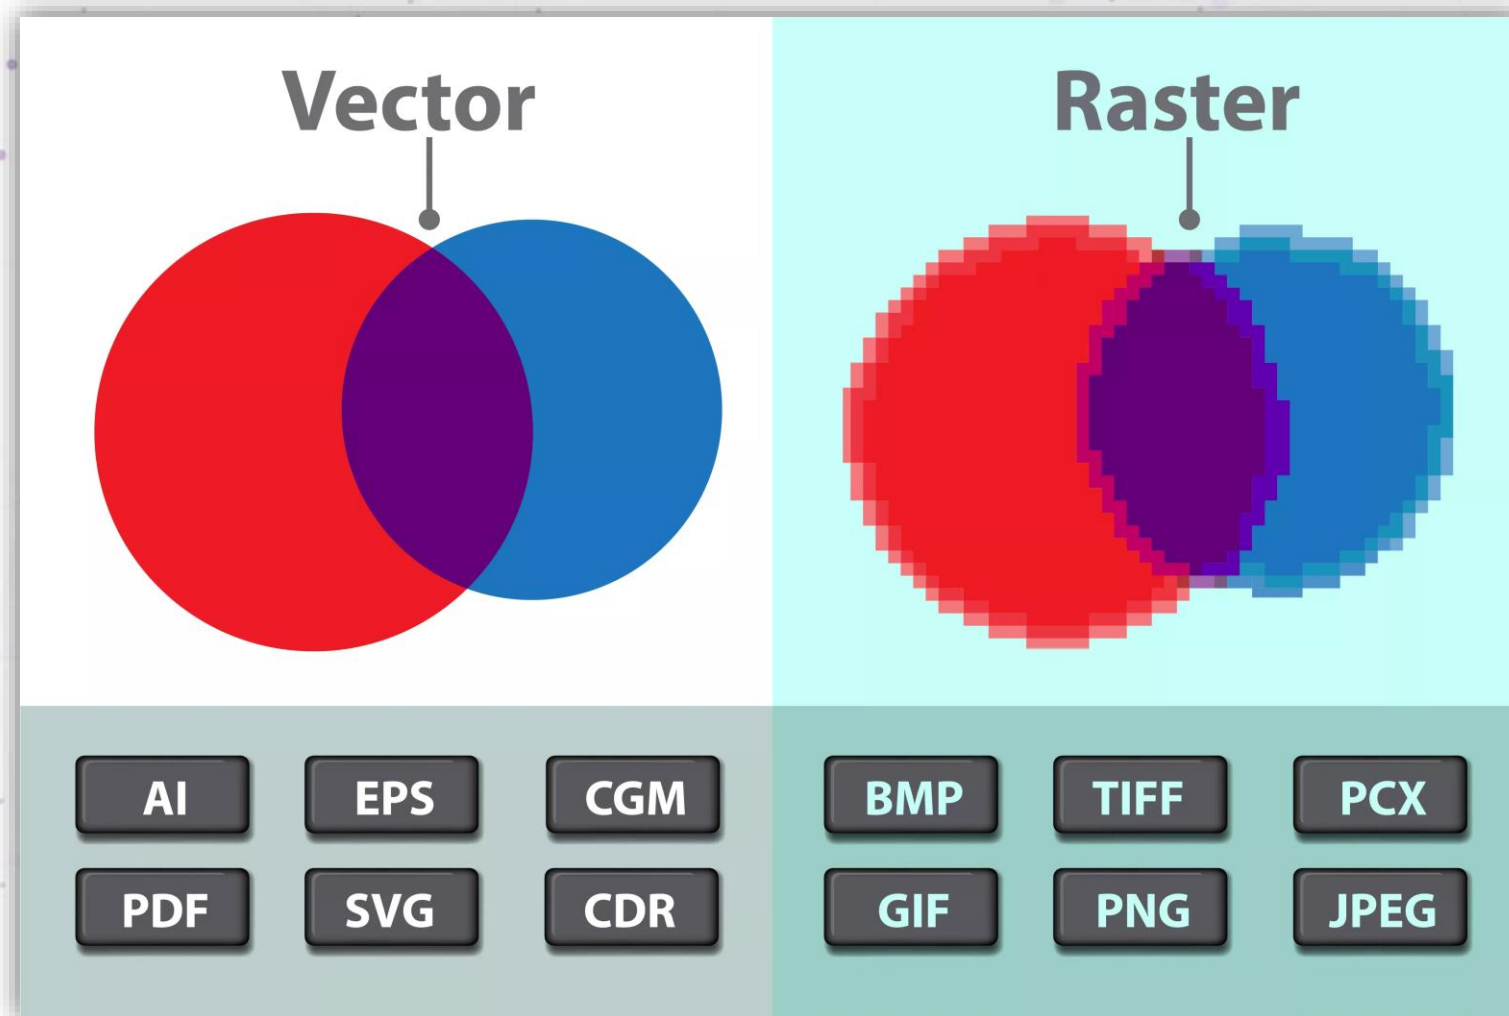 Vector
Raster
AI EPS CGM
PDF SVG CDR
BMP TIFF PCX
GIF PNG JPEG